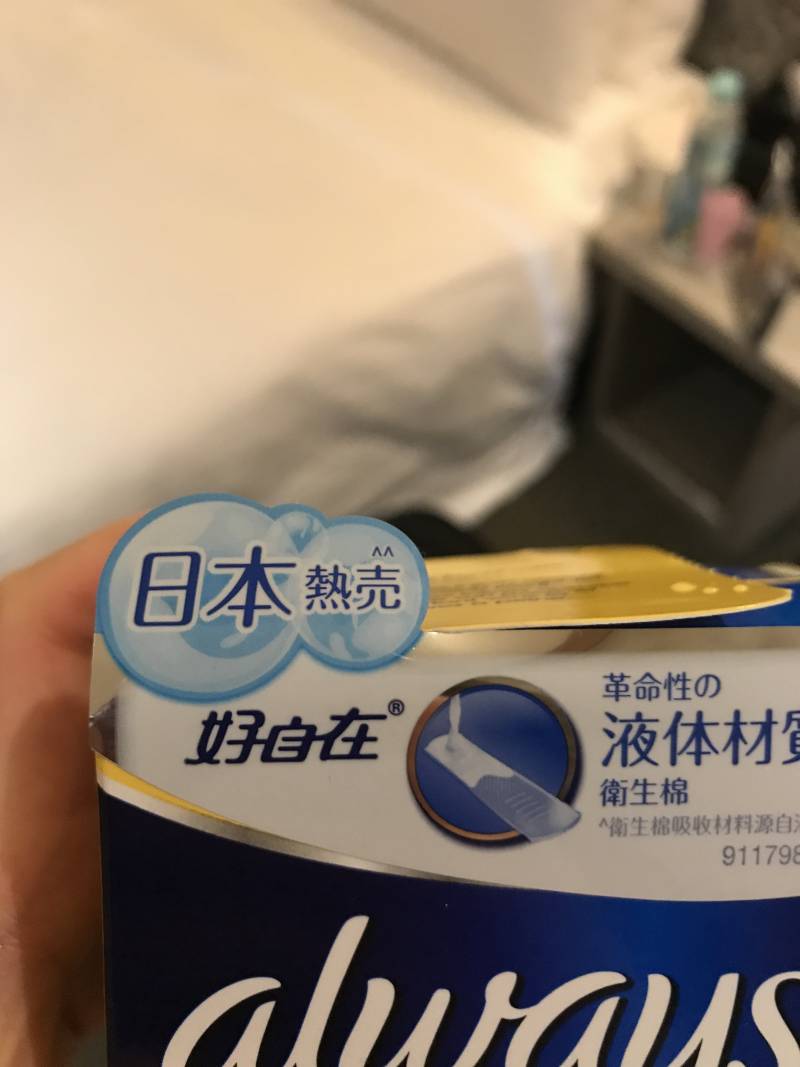 日本熱売^^
好自在®
革命性の
液体材質
衛生棉
^衛生棉吸收材料源自液
911798
always